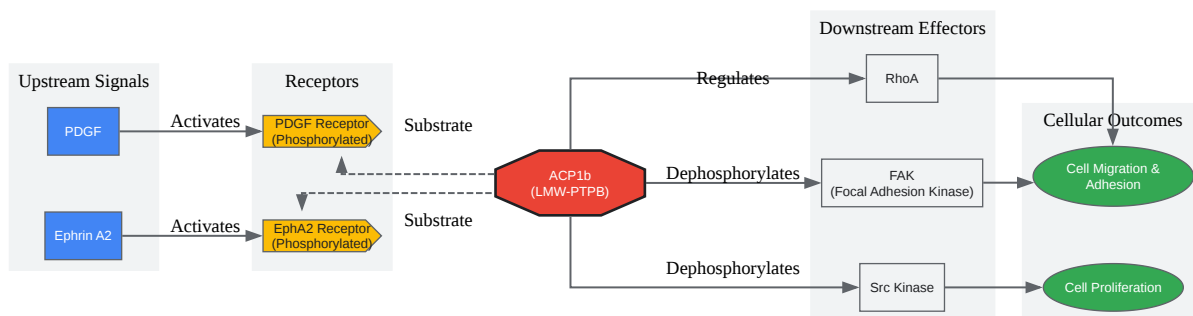 Upstream Signals
PDGF
Ephrin A2
Activates
Activates
Receptors
PDGF Receptor
(Phosphorylated)
EphA2 Receptor
(Phosphorylated)
Substrate
Substrate
ACP1b
(LMW-PTPB)
Regulates
Dephosphorylates
Dephosphorylates
Downstream Effectors
RhoA
FAK
(Focal Adhesion Kinase)
Src Kinase
Cellular Outcomes
Cell Migration &
Adhesion
Cell Proliferation